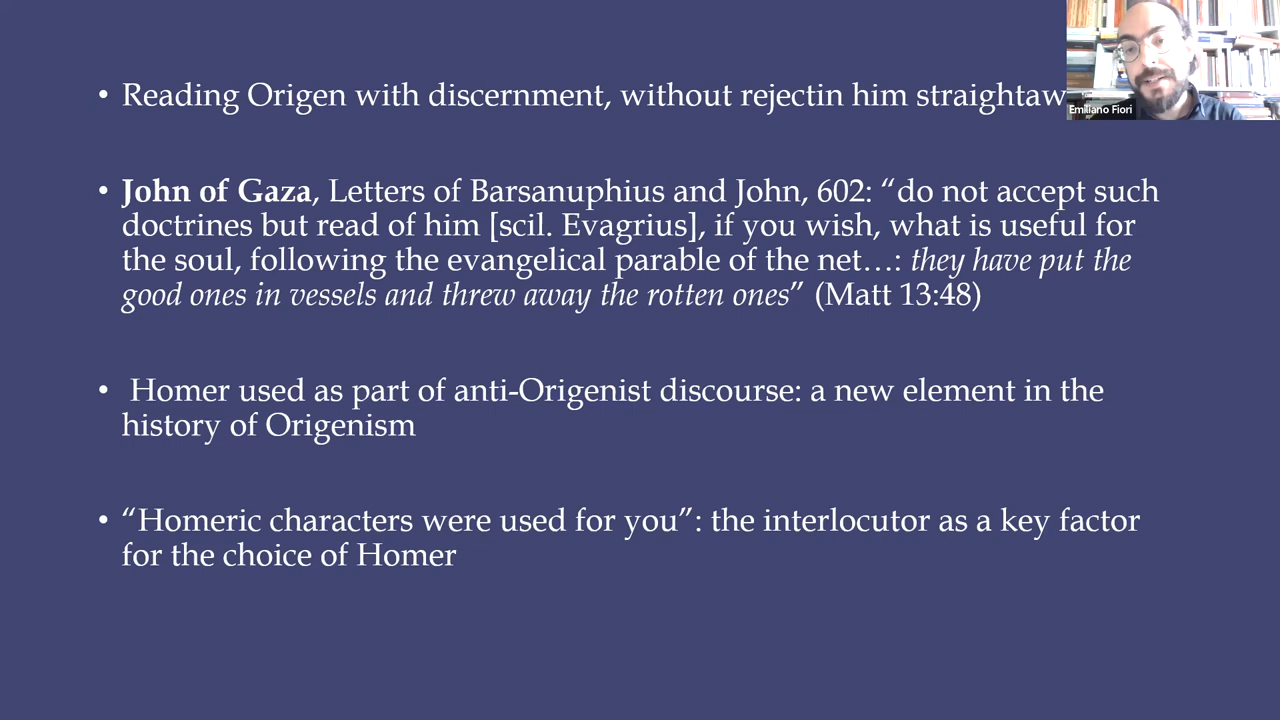 • Reading Origen with discernment, without rejectin him straightaw
Emiliano Fiori
• John of Gaza, Letters of Barsanuphius and John, 602: “do not accept such
doctrines but read of him [scil. Evagrius], if you wish, what is useful for
the soul, following the evangelical parable of the net…: they have put the
good ones in vessels and threw away the rotten ones” (Matt 13:48)
• Homer used as part of anti-Origenist discourse: a new element in the
history of Origenism
• “Homeric characters were used for you”: the interlocutor as a key factor
for the choice of Homer